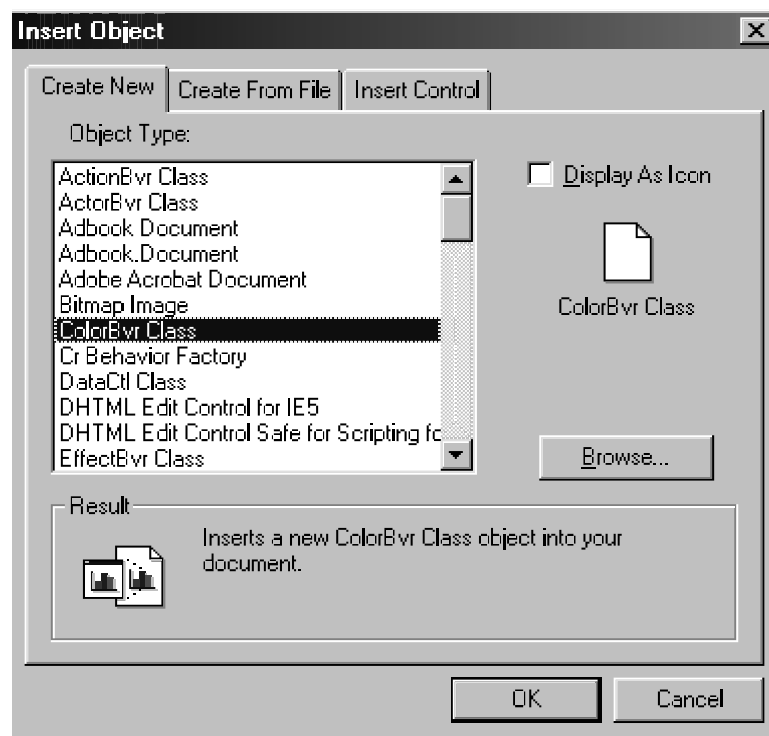 Insert Object
Create New
Create From File
Insert Control
Object Type:
ActionBvr Class
ActorBvr Class
Adbook Document
Adbook.Document
Adobe Acrobat Document
Bitmap Image
ColorBvr Class
Cr Behavior Factory
DataCtl Class
DHTML Edit Control for IE5
DHTML Edit Control Safe for Scripting fo
EffectBvr Class
Display As Icon
ColorBvr Class
Browse...
Result
Inserts a new ColorBvr Class object into your
document.
OK
Cancel